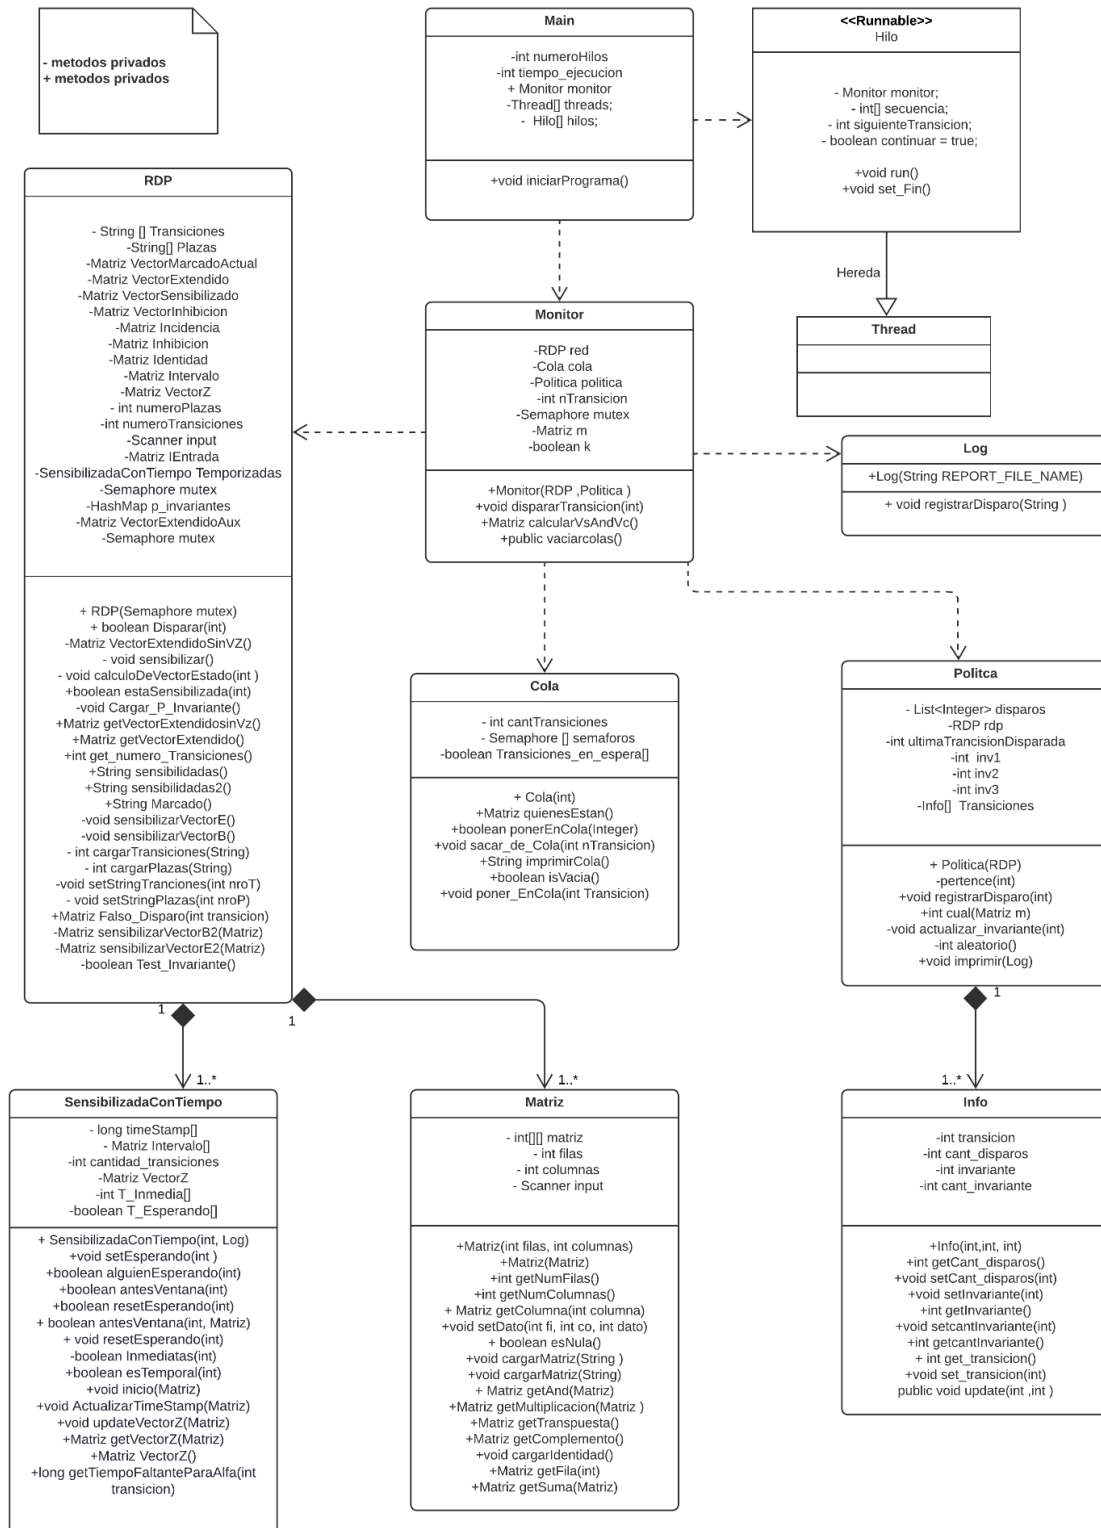 - metodos privados
+ metodos privados
Main
-int numeroHilos
-int tiempo_ejecucion
+ Monitor monitor
-Thread[] threads;
- Hilo[] hilos;
+void iniciarPrograma()
<<Runnable>>
Hilo
- Monitor monitor;
- int[] secuencia;
- int siguienteTransicion;
- boolean continuar = true;
+void run()
+void set_Fin()
Hereda
Thread
RDP
- String [] Transiciones
-String[] Plazas
-Matriz VectorMarcadoActual
-Matriz VectorExtendido
-Matriz VectorSensibilizado
-Matriz VectorInhibicion
-Matriz Incidencia
-Matriz Inhibicion
-Matriz Identidad
-Matriz Intervalo
-Matriz VectorZ
- int numeroPlazas
-int numeroTransiciones
-Scanner input
-Matriz IEntrada
-SensibilizadaConTiempo Temporizadas
-Semaphore mutex
-HashMap p_invariantes
-Matriz VectorExtendidoAux
-Semaphore mutex
+ RDP(Semaphore mutex)
+ boolean Disparar(int)
-Matriz VectorExtendidoSinVZ()
- void sensibilizar()
- void calculoDeVectorEstado(int )
+boolean estaSensibilizada(int)
-void Cargar_P_Invariante()
+Matriz getVectorExtendidosinVz()
+Matriz getVectorExtendido()
+int get_numero_Transiciones()
+String sensibilidadas()
+String sensibilidadas2()
+String Marcado()
-void sensibilizarVectorE()
-void sensibilizarVectorB()
- int cargarTransiciones(String)
- int cargarPlazas(String)
-void setStringTranciones(int nroT)
- void setStringPlazas(int nroP)
+Matriz Falso_Disparo(int transicion)
-Matriz sensibilizarVectorB2(Matriz)
-Matriz sensibilizarVectorE2(Matriz)
-boolean Test_Invariante()
Monitor
-RDP red
-Cola cola
-Politica politica
-int nTransicion
-Semaphore mutex
-Matriz m
-boolean k
+Monitor(RDP ,Politica )
+void dispararTransicion(int)
+Matriz calcularVsAndVc()
+public vaciarcolas()
Log
+Log(String REPORT_FILE_NAME)
+ void registrarDisparo(String )
Cola
- int cantTransiciones
- Semaphore [] semaforos
-boolean Transiciones_en_espera[]
+ Cola(int)
+Matriz quienesEstan()
+boolean ponerEnCola(Integer)
+void sacar_de_Cola(int nTransicion)
+String imprimirCola()
+boolean isVacia()
+void poner_EnCola(int Transicion)
Politca
- List<Integer> disparos
-RDP rdp
-int ultimaTrancisionDisparada
-int inv1
-int inv2
-int inv3
-Info[] Transiciones
+ Politica(RDP)
-pertence(int)
+void registrarDisparo(int)
+int cual(Matriz m)
-void actualizar_invariante(int)
-int aleatorio()
+void imprimir(Log)
1
1..*
1
1..*
1
1..*
SensibilizadaConTiempo
- long timeStamp[]
- Matriz Intervalo[]
-int cantidad_transiciones
-Matriz VectorZ
-int T_Inmedia[]
-boolean T_Esperando[]
+ SensibilizadaConTiempo(int, Log)
+void setEsperando(int )
+boolean alguienEsperando(int)
+boolean antesVentana(int)
+boolean resetEsperando(int)
+ boolean antesVentana(int, Matriz)
+ void resetEsperando(int)
-boolean Inmediatas(int)
+boolean esTemporal(int)
+void inicio(Matriz)
+void ActualizarTimeStamp(Matriz)
+void updateVectorZ(Matriz)
+Matriz getVectorZ(Matriz)
+Matriz VectorZ()
+long getTiempoFaltanteParaAlfa(int
transicion)
Matriz
- int[][] matriz
- int filas
- int columnas
- Scanner input
+Matriz(int filas, int columnas)
+Matriz(Matriz)
+int getNumFilas()
+int getNumColumnas()
+ Matriz getColumna(int columna)
+void setDato(int fi, int co, int dato)
+ boolean esNula()
+void cargarMatriz(String )
+void cargarMatriz(String)
+ Matriz getAnd(Matriz)
+Matriz getMultiplicacion(Matriz )
+Matriz getTranspuesta()
+Matriz getComplemento()
+void cargarIdentidad()
+Matriz getFila(int)
+Matriz getSuma(Matriz)
Info
-int transicion
-int cant_disparos
-int invariante
-int cant_invariante
+Info(int,int, int)
+int getCant_disparos()
+void setCant_disparos(int)
+void setInvariante(int)
+int getInvariante()
+void setcantInvariante(int)
+int getcantInvariante()
+ int get_transicion()
+void set_transicion(int)
public void update(int ,int )